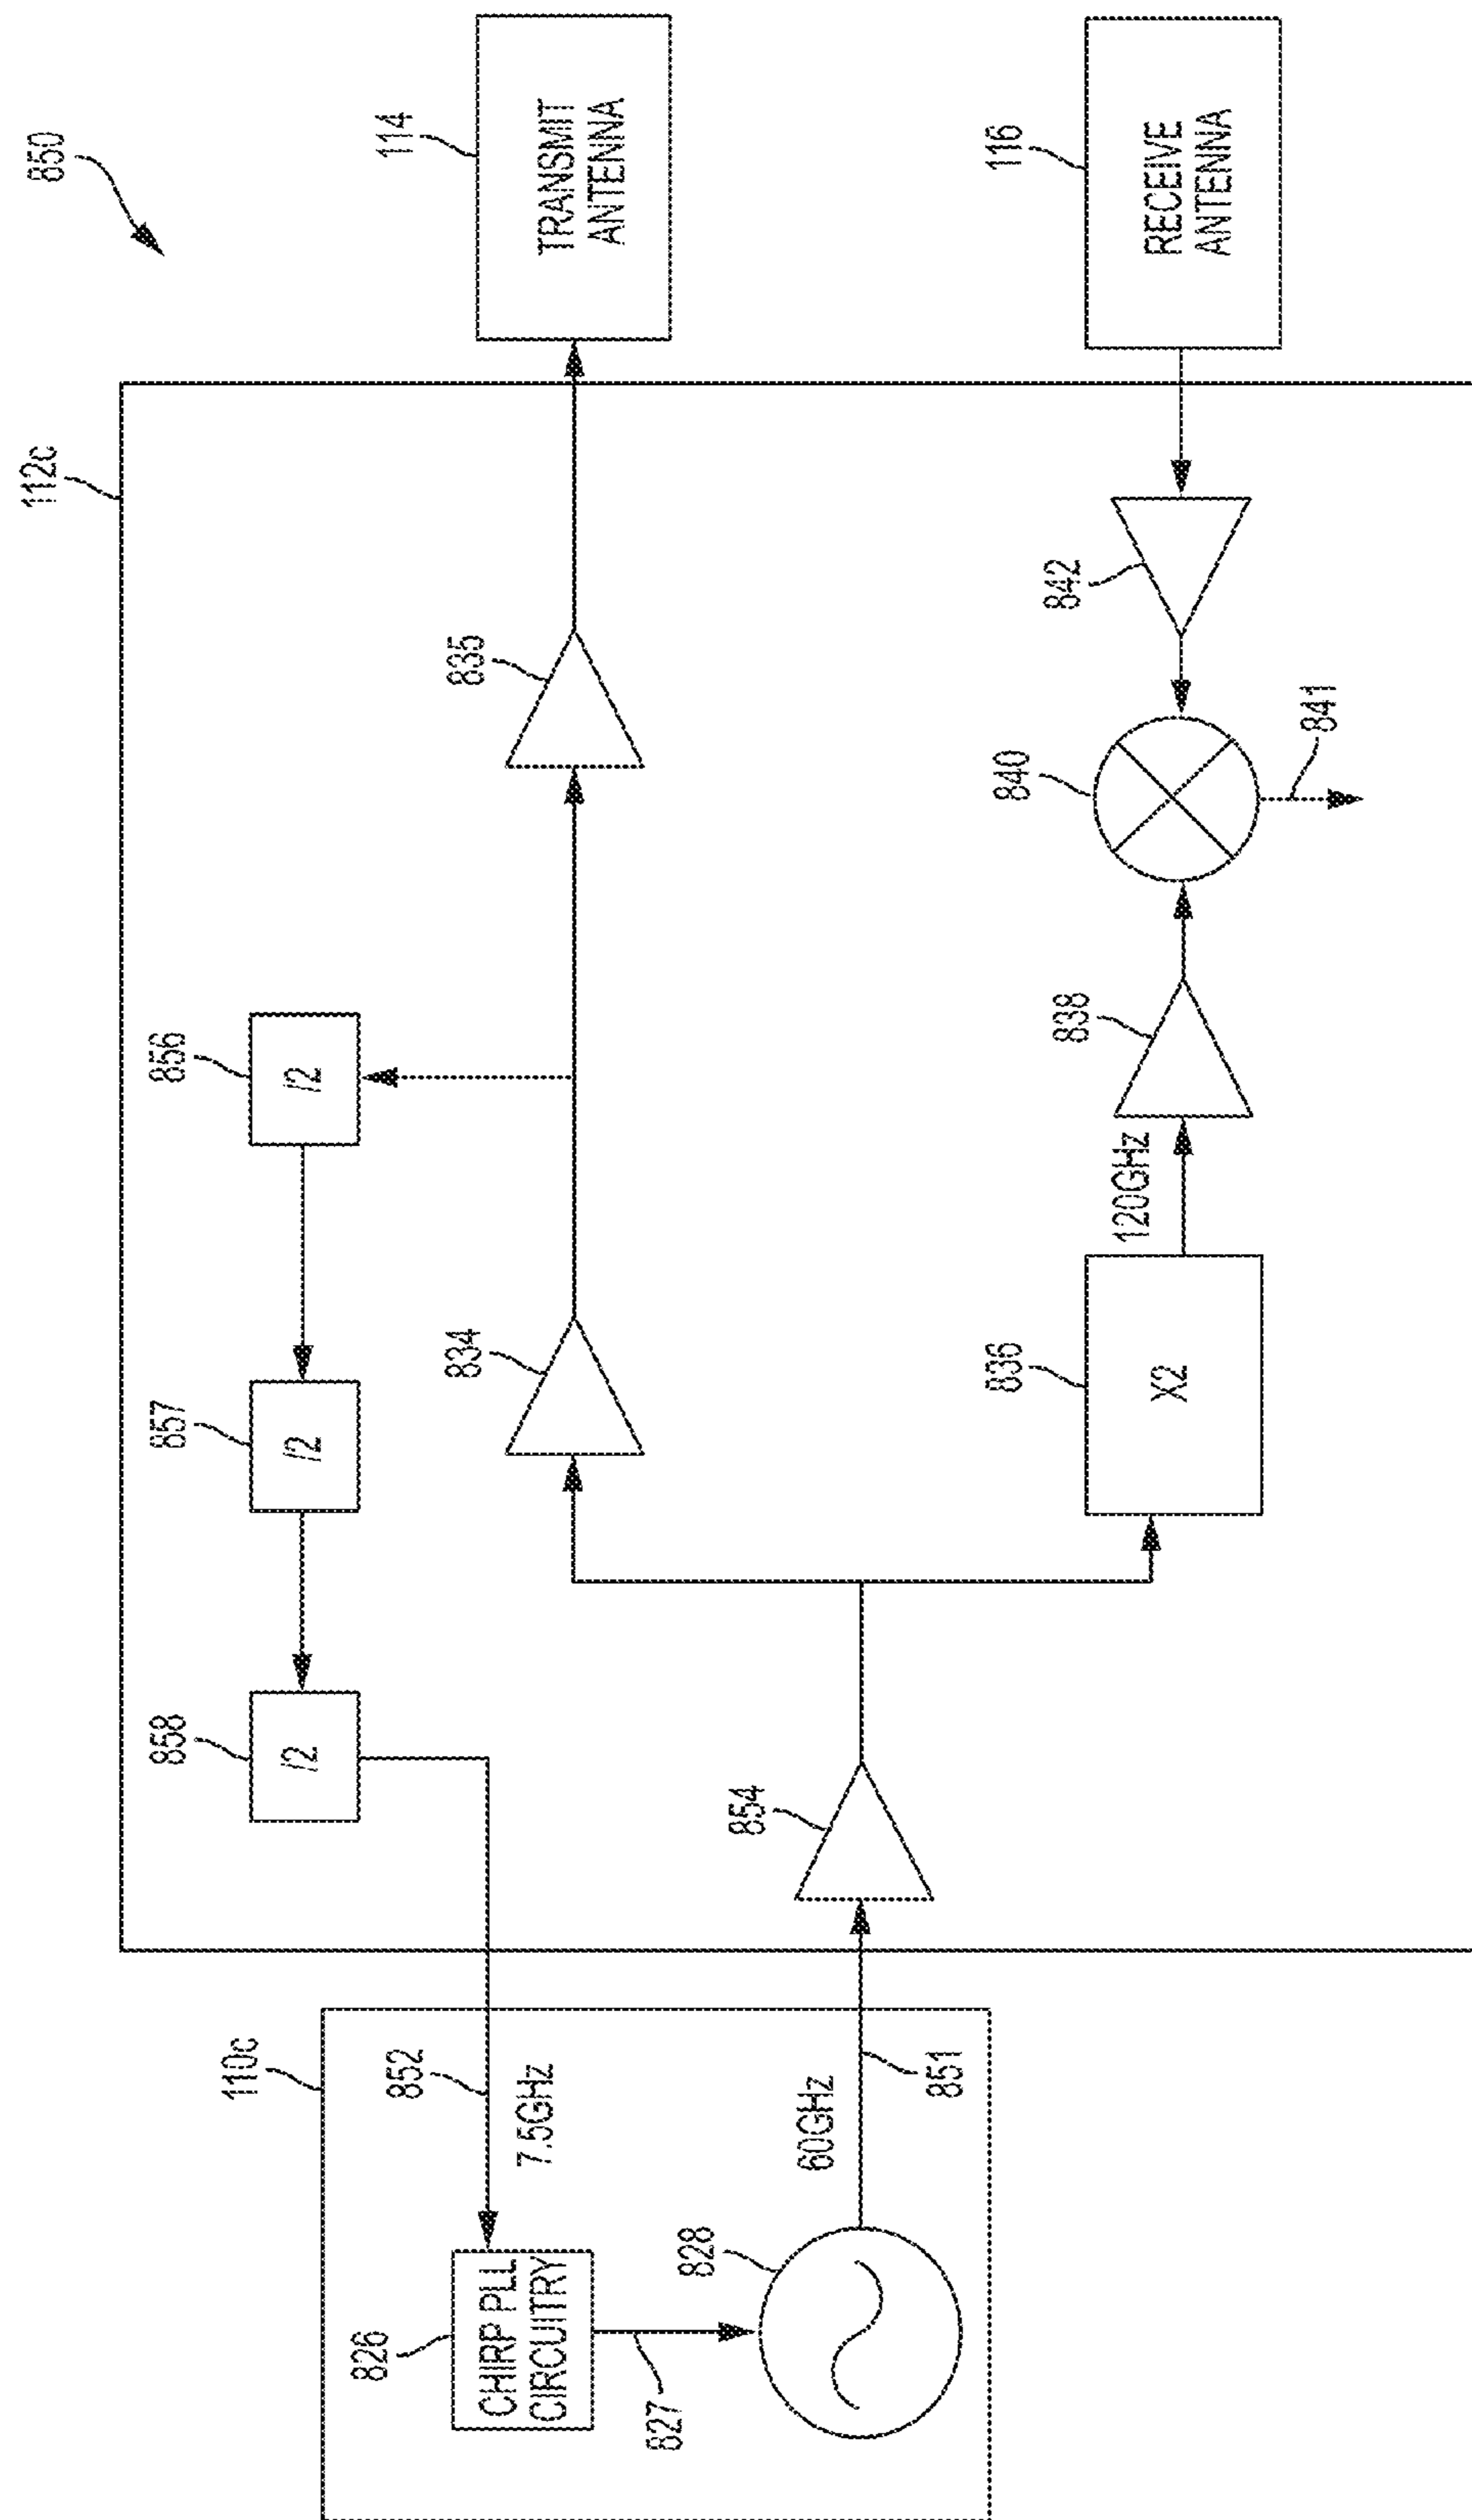 850
112c
110c
858
/2
857
/2
856
/2
826
CHIRP PLL
CIRCUITRY
852
7.5GHz
827
828
60GHz
851
854
834
835
114
TRANSMIT
ANTENNA
836
X2
120GHz
838
840
841
842
116
RECEIVE
ANTENNA